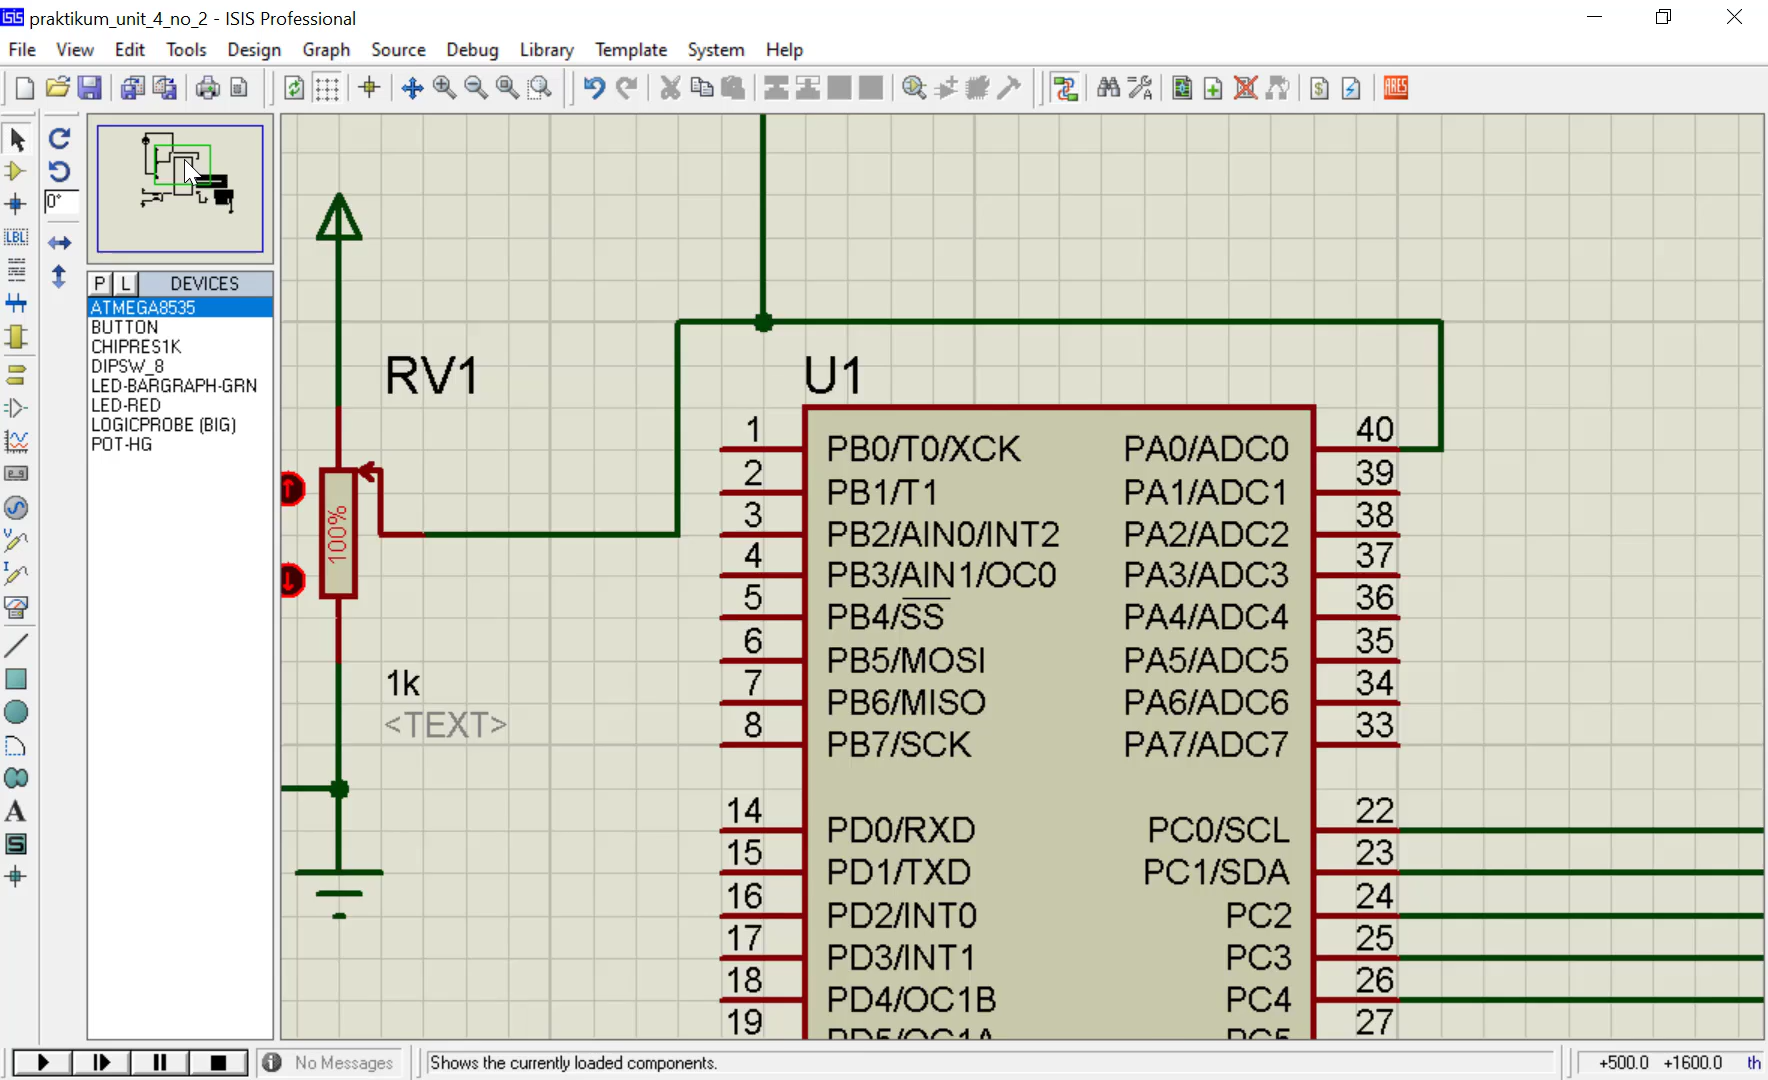 isis praktikum_unit_4_no_2 - ISIS Professional
File View Edit Tools Design Graph Source Debug Library Template System Help
ARES
0°
LBL
P L DEVICES
ATMEGA8535
BUTTON
CHIPRES1K
DIPSW_8
LED-BARGRAPH-GRN
LED-RED
LOGICPROBE (BIG)
POT-HG
A
S
RV1
100%
1k
<TEXT>
U1
1 PB0/T0/XCK PA0/ADC0 40
2 PB1/T1 PA1/ADC1 39
3 PB2/AIN0/INT2 PA2/ADC2 38
4 PB3/AIN1/OC0 PA3/ADC3 37
5 PB4/SS PA4/ADC4 36
6 PB5/MOSI PA5/ADC5 35
7 PB6/MISO PA6/ADC6 34
8 PB7/SCK PA7/ADC7 33
14 PD0/RXD PC0/SCL 22
15 PD1/TXD PC1/SDA 23
16 PD2/INT0 PC2 24
17 PD3/INT1 PC3 25
18 PD4/OC1B PC4 26
19 PD5/OC1A PC5 27
No Messages Shows the currently loaded components. +500.0 +1600.0 th